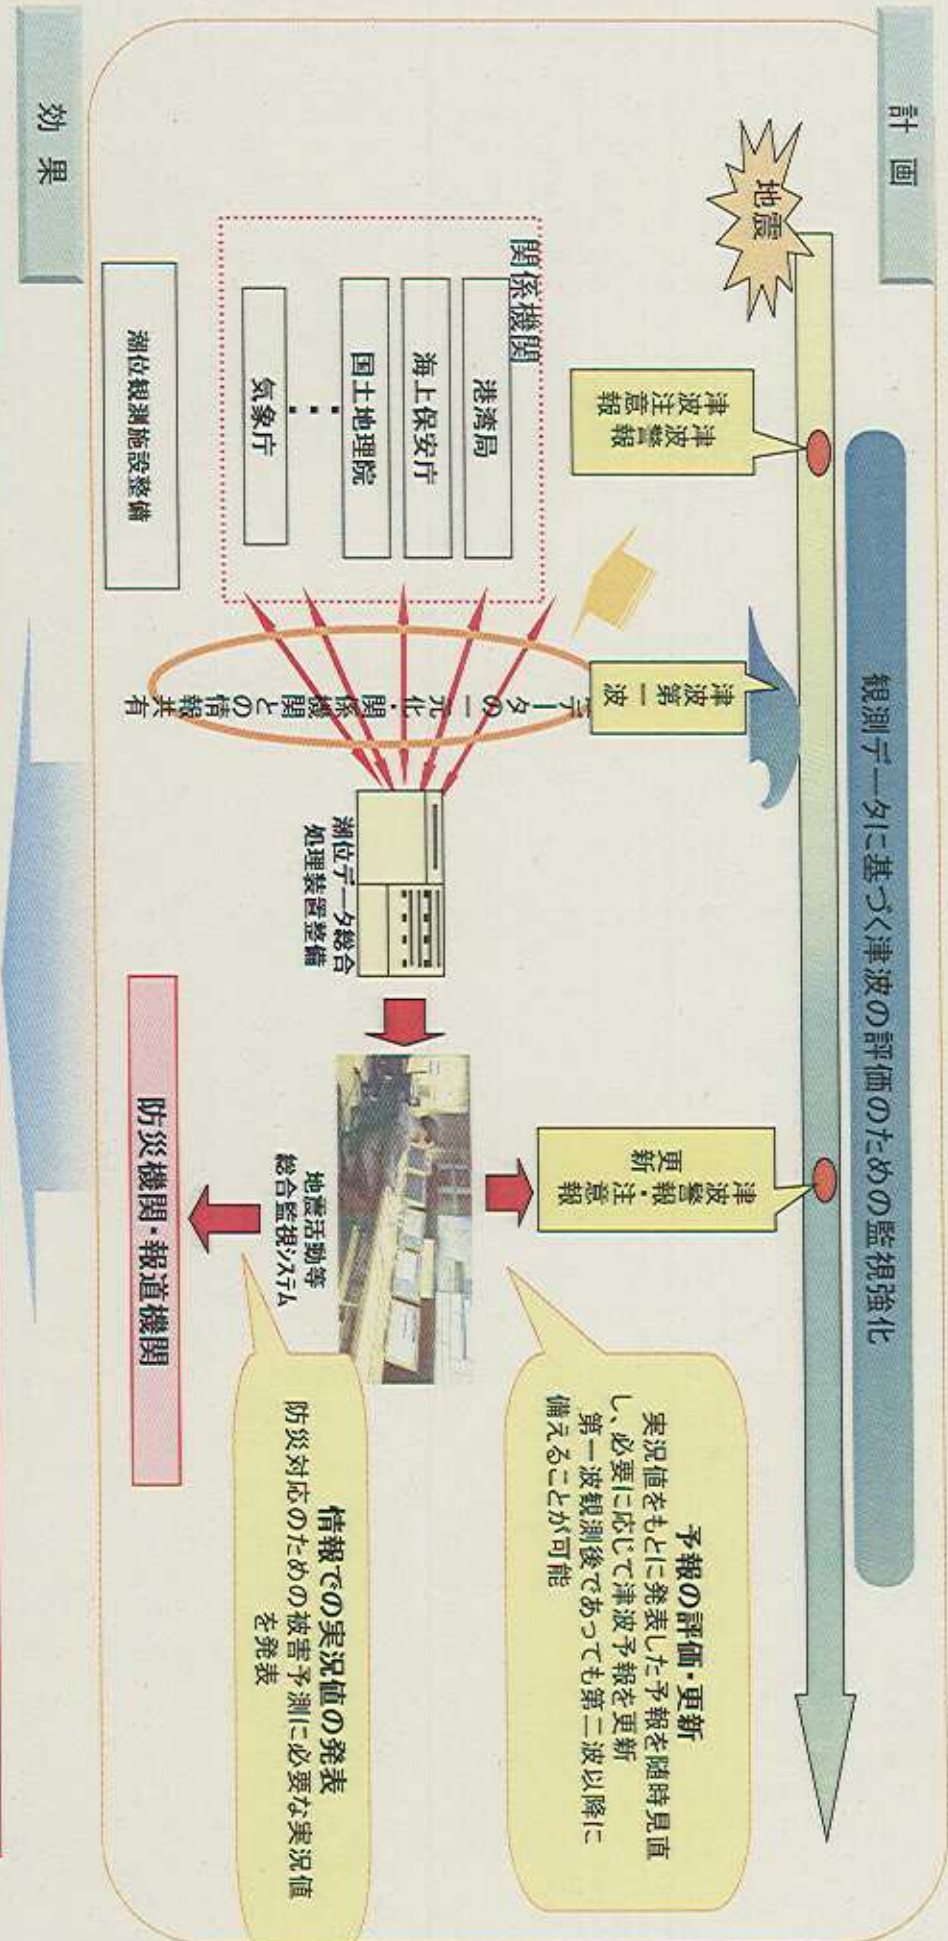 計画
観測データに基づく津波の評価のための監視強化
地震
津波警報
津波注意報
津波第一波
津波警報・注意報
更新
関係機関
港湾局
海上保安庁
国土地理院
気象庁
潮位観測施設整備
データの一元化・関係機関との情報共有
潮位データ総合
処理装置整備
地震活動等
総合監視システム
防災機関・報道機関
予報の評価・更新
実況値をもとに発表した予報を随時見直
し、必要に応じて津波予報を更新
第一波観測後であっても第二波以降に
備えることが可能
情報での実況値の発表
防災対応のための被害予測に必要な実況値
を発表
効果